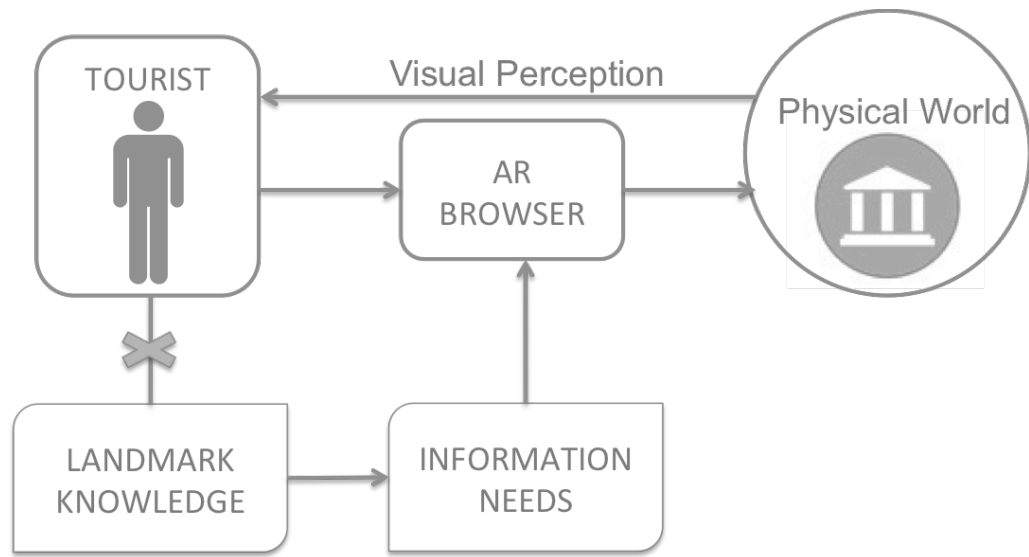 TOURIST
Visual Perception
Physical World
AR
BROWSER
LANDMARK
KNOWLEDGE
INFORMATION
NEEDS